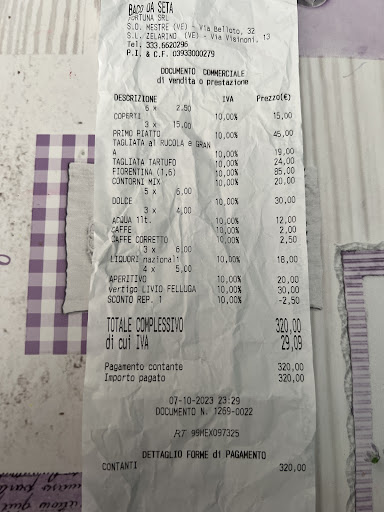 BACO DA SETA
FORTUNA SRL
S.O. MESTRE (VE) - Via Belloto, 32
S.L. ZELARINO (VE) - Via Visinoni, 13
Tel. 333.6620296
P.I. & C.F. 03933000279
DOCUMENTO COMMERCIALE
di vendita o prestazione
DESCRIZIONE IVA Prezzo(€)
6 x 2,50
COPERTI 10,00% 15,00
3 x 15,00
PRIMO PIATTO 10,00% 45,00
TAGLIATA al RUCOLA e GRAN
A 10,00% 19,00
TAGLIATA TARTUFO 10,00% 24,00
FIORENTINA (1,6) 10,00% 85,00
CONTORNI MIX 10,00% 20,00
5 x 6,00
DOLCE 10,00% 30,00
3 x 4,00
ACQUA 1lt. 10,00% 12,00
CAFFE 10,00% 2,00
CAFFE CORRETTO 10,00% 2,50
3 x 6,00
LIQUORI nazionali 10,00% 18,00
4 x 5,00
APERITIVO 10,00% 20,00
Vertigo LIVIO FELLUGA 10,00% 30,00
SCONTO REP. 1 10,00% -2,50
TOTALE COMPLESSIVO 320,00
di cui IVA 29,09
Pagamento contante 320,00
Importo pagato 320,00
07-10-2023 23:29
DOCUMENTO N. 1269-0022
RT 99MEX097325
DETTAGLIO FORME di PAGAMENTO
CONTANTI 320,00